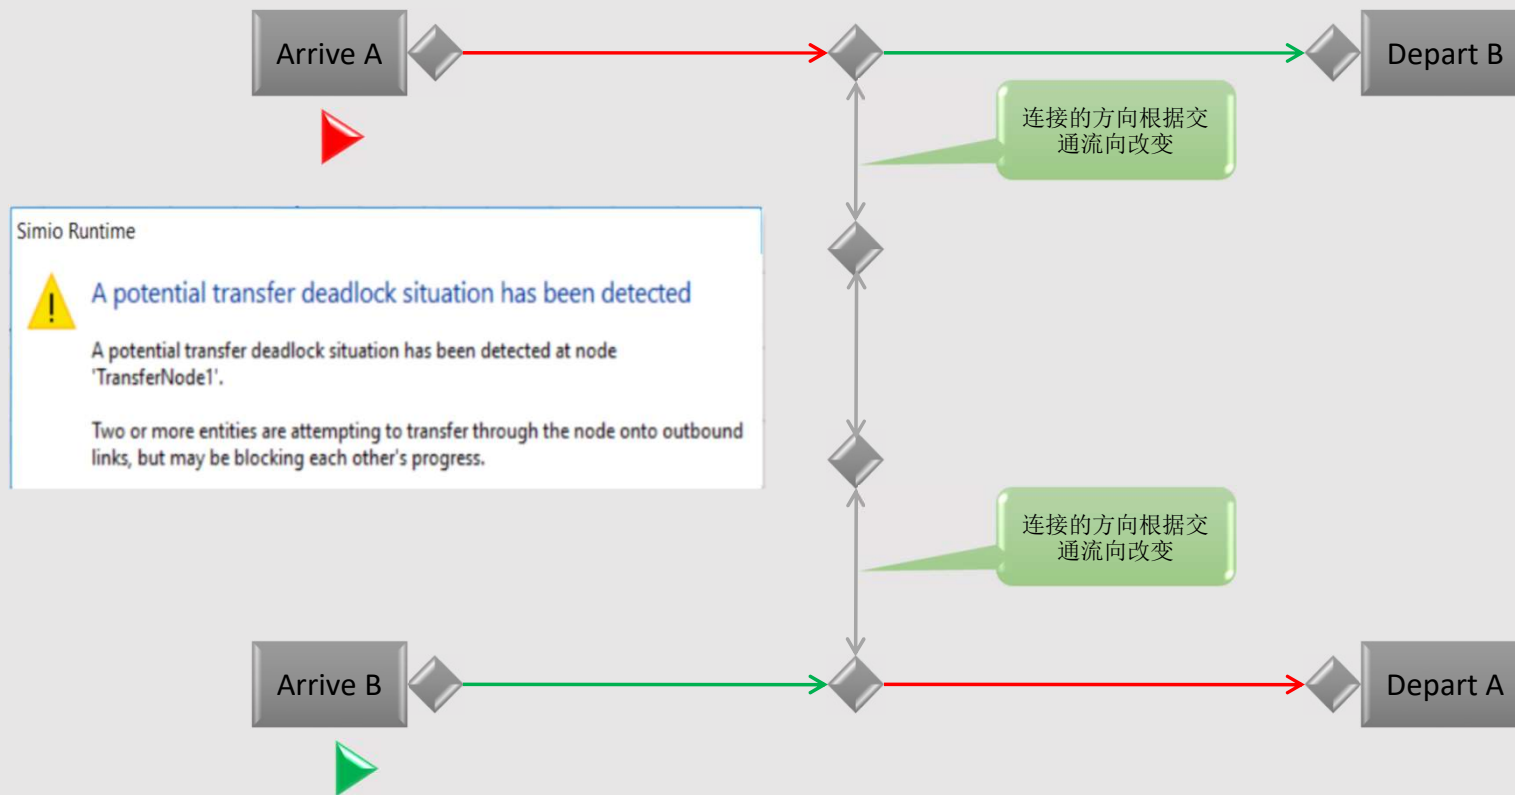 Arrive A
Depart B
连接的方向根据交
通流向改变
Simio Runtime
A potential transfer deadlock situation has been detected
A potential transfer deadlock situation has been detected at node
'TransferNode1'.
Two or more entities are attempting to transfer through the node onto outbound
links, but may be blocking each other's progress.
连接的方向根据交
通流向改变
Arrive B
Depart A